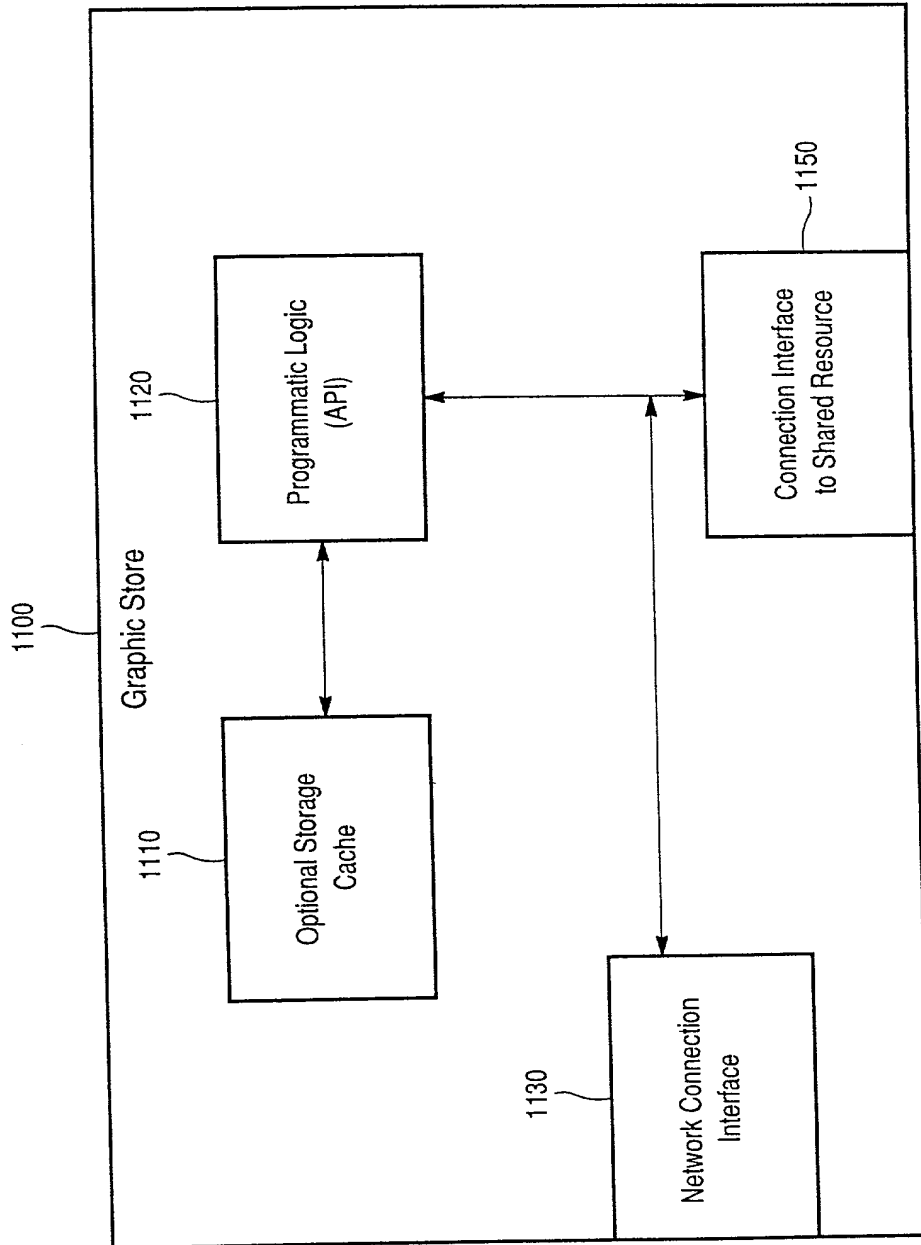 1100
Graphic Store
1110
Optional Storage
Cache
1120
Programmatic Logic
(API)
1130
Network Connection
Interface
1150
Connection Interface
to Shared Resource